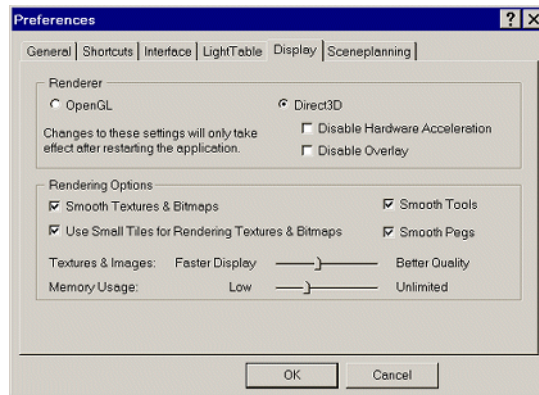 Preferences
General Shortcuts Interface LightTable Display Sceneplanning
Renderer
OpenGL Direct3D
Changes to these settings will only take
effect after restarting the application.
Disable Hardware Acceleration
Disable Overlay
Rendering Options
Smooth Textures & Bitmaps Smooth Tools
Use Small Tiles for Rendering Textures & Bitmaps Smooth Pegs
Textures & Images: Faster Display Better Quality
Memory Usage: Low Unlimited
OK Cancel